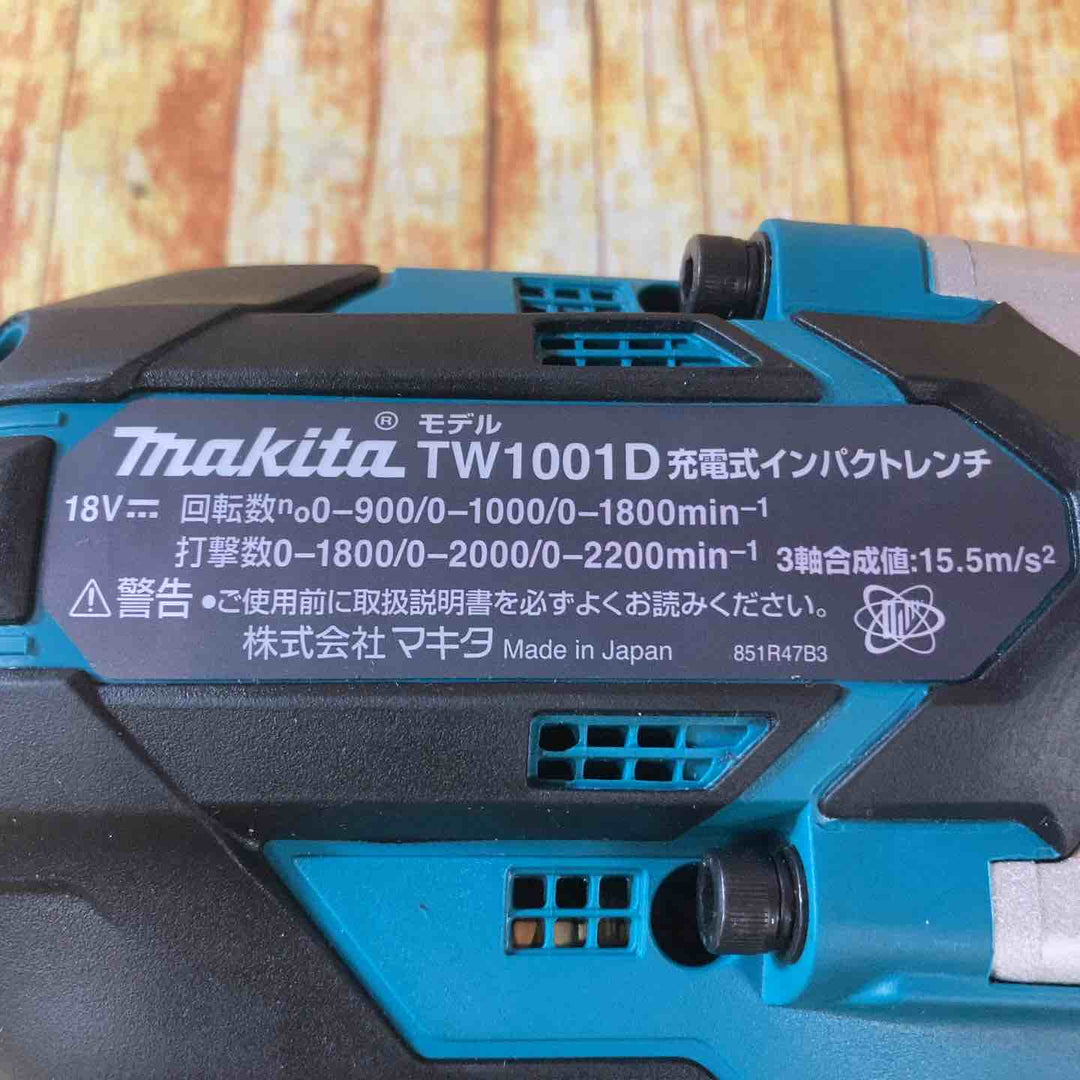 makita® モデル TW1001D 充電式インパクトレンチ
18V⎓ 回転数n₀0–900/0–1000/0–1800min⁻¹
打撃数0–1800/0–2000/0–2200min⁻¹ 3軸合成値:15.5m/s²
⚠警告 ●ご使用前に取扱説明書を必ずよくお読みください。
株式会社 マキタ Made in Japan 851R47B3